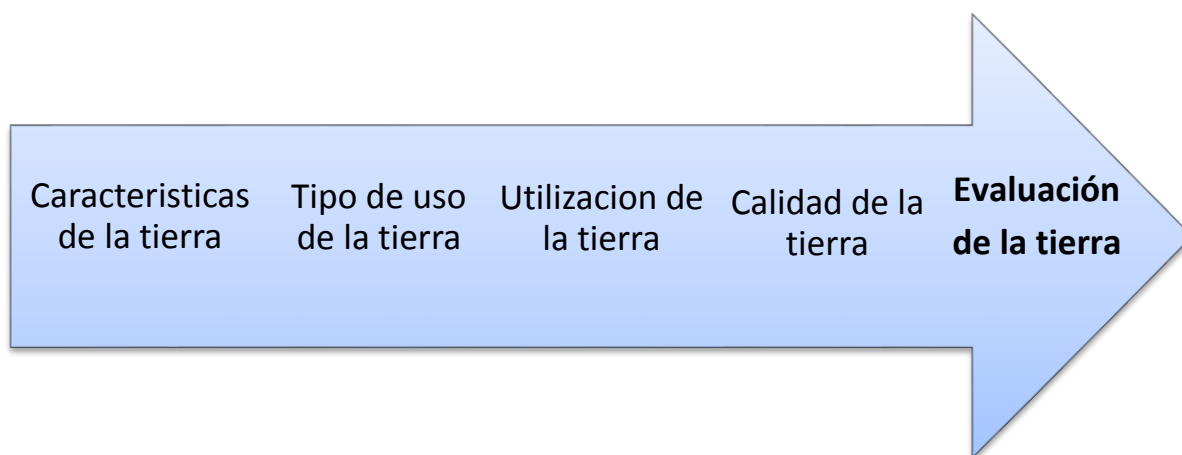 Caracteristicas
de la tierra
Tipo de uso
de la tierra
Utilizacion de
la tierra
Calidad de la
tierra
Evaluación
de la tierra